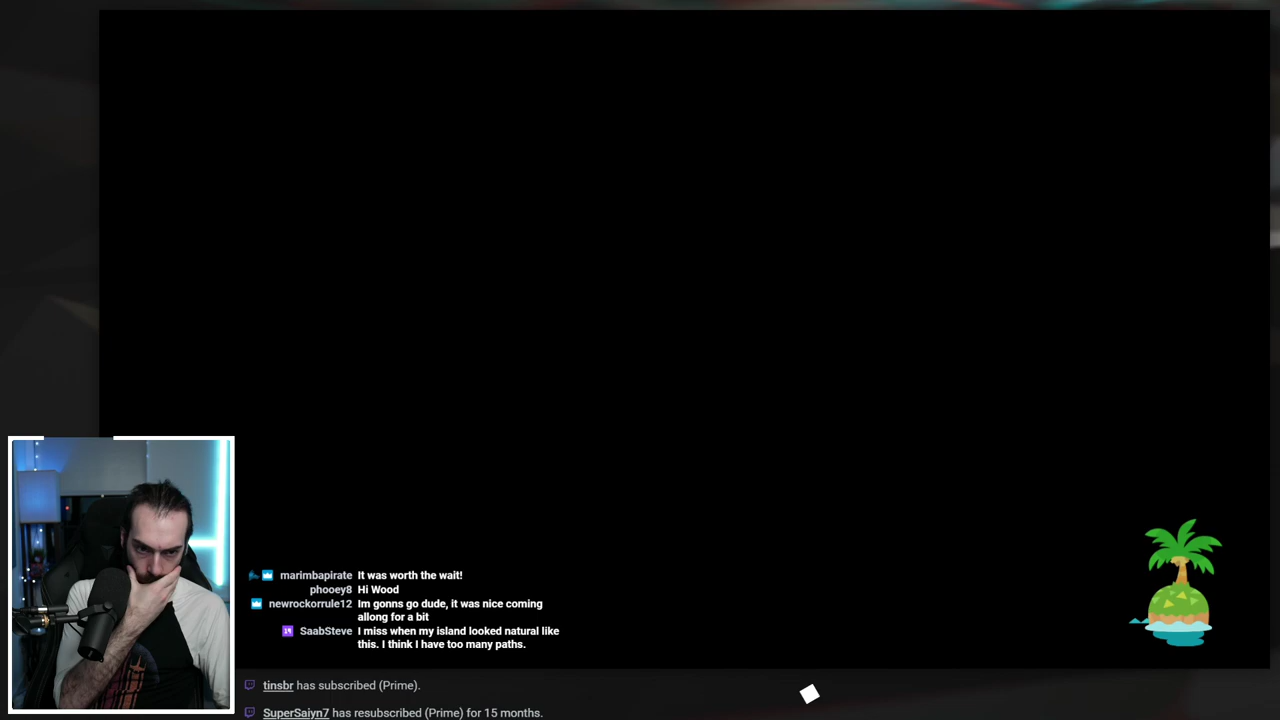 marimbapirate It was worth the wait!
phooey8 Hi Wood
newrockorrule12 Im gonns go dude, it was nice coming
allong for a bit
SaabSteve I miss when my island looked natural like
this. I think I have too many paths.
tinsbr has subscribed (Prime).
SuperSaiyn7 has resubscribed (Prime) for 15 months.